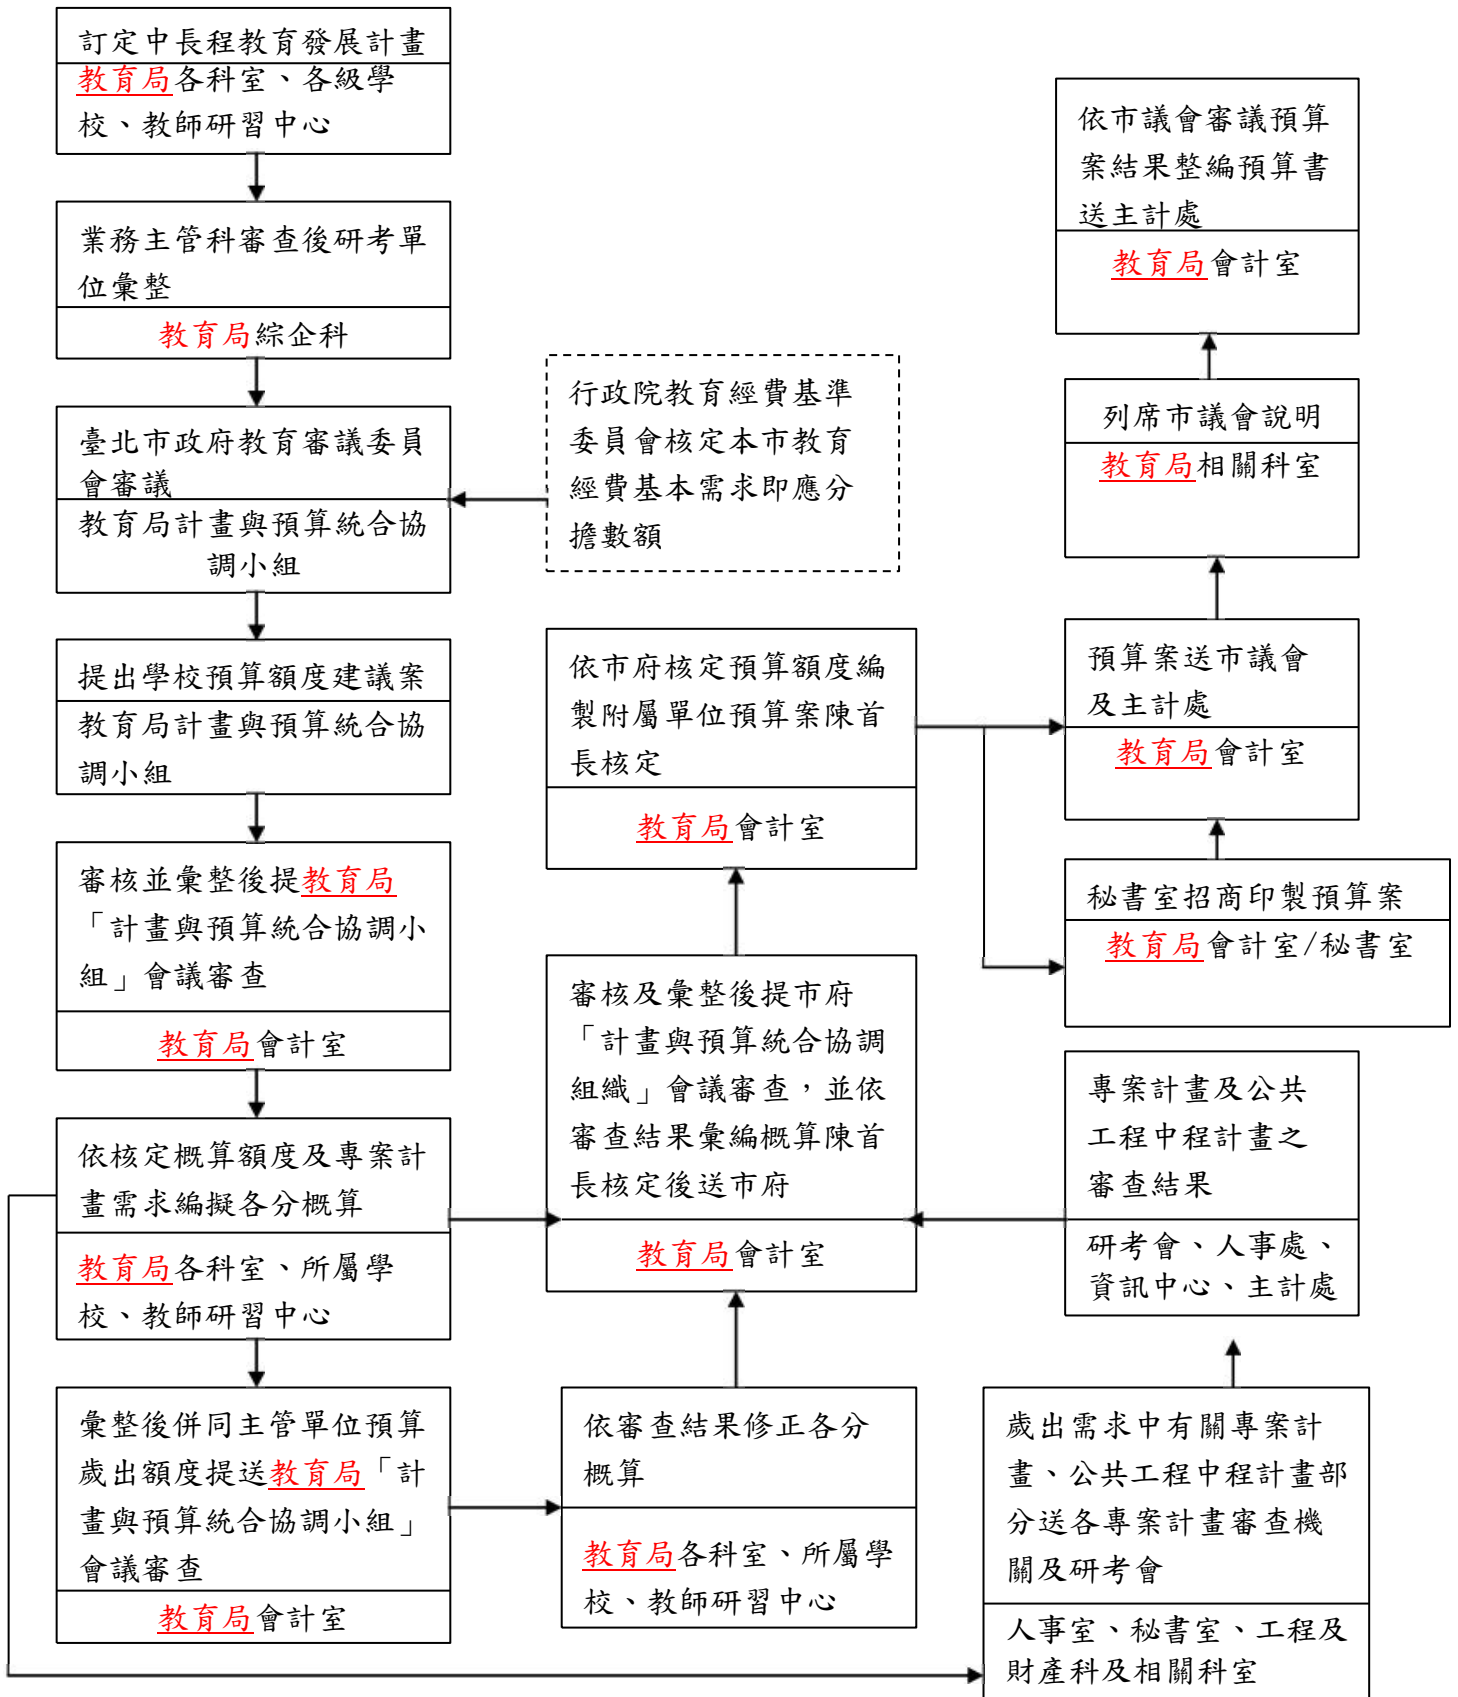 訂定中長程教育發展計畫
教育局各科室、各級學
校、教師研習中心
業務主管科審查後研考單
位彙整
教育局綜企科
臺北市政府教育審議委員
會審議
教育局計畫與預算統合協
調小組
行政院教育經費基準
委員會核定本市教育
經費基本需求即應分
擔數額
提出學校預算額度建議案
教育局計畫與預算統合協
調小組
審核並彙整後提教育局
「計畫與預算統合協調小
組」會議審查
教育局會計室
依核定概算額度及專案計
畫需求編擬各分概算
教育局各科室、所屬學
校、教師研習中心
彙整後併同主管單位預算
歲出額度提送教育局「計
畫與預算統合協調小組」
會議審查
教育局會計室
依審查結果修正各分
概算
教育局各科室、所屬學
校、教師研習中心
審核及彙整後提市府
「計畫與預算統合協調
組織」會議審查，並依
審查結果彙編概算陳首
長核定後送市府
教育局會計室
依市府核定預算額度編
製附屬單位預算案陳首
長核定
教育局會計室
依市議會審議預算
案結果整編預算書
送主計處
教育局會計室
列席市議會說明
教育局相關科室
預算案送市議會
及主計處
教育局會計室
秘書室招商印製預算案
教育局會計室/秘書室
專案計畫及公共
工程中程計畫之
審查結果
研考會、人事處、
資訊中心、主計處
歲出需求中有關專案計
畫、公共工程中程計畫部
分送各專案計畫審查機
關及研考會
人事室、秘書室、工程及
財產科及相關科室